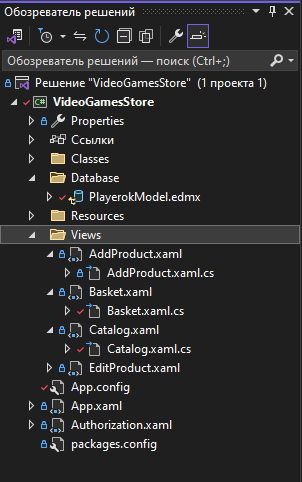 Обозреватель решений
Обозреватель решений — поиск (Ctrl+;)
Решение "VideoGamesStore" (1 проекта 1)
C# VideoGamesStore
Properties
Ссылки
Classes
Database
PlayerokModel.edmx
Resources
Views
AddProduct.xaml
AddProduct.xaml.cs
Basket.xaml
Basket.xaml.cs
Catalog.xaml
Catalog.xaml.cs
EditProduct.xaml
App.config
App.xaml
Authorization.xaml
packages.config